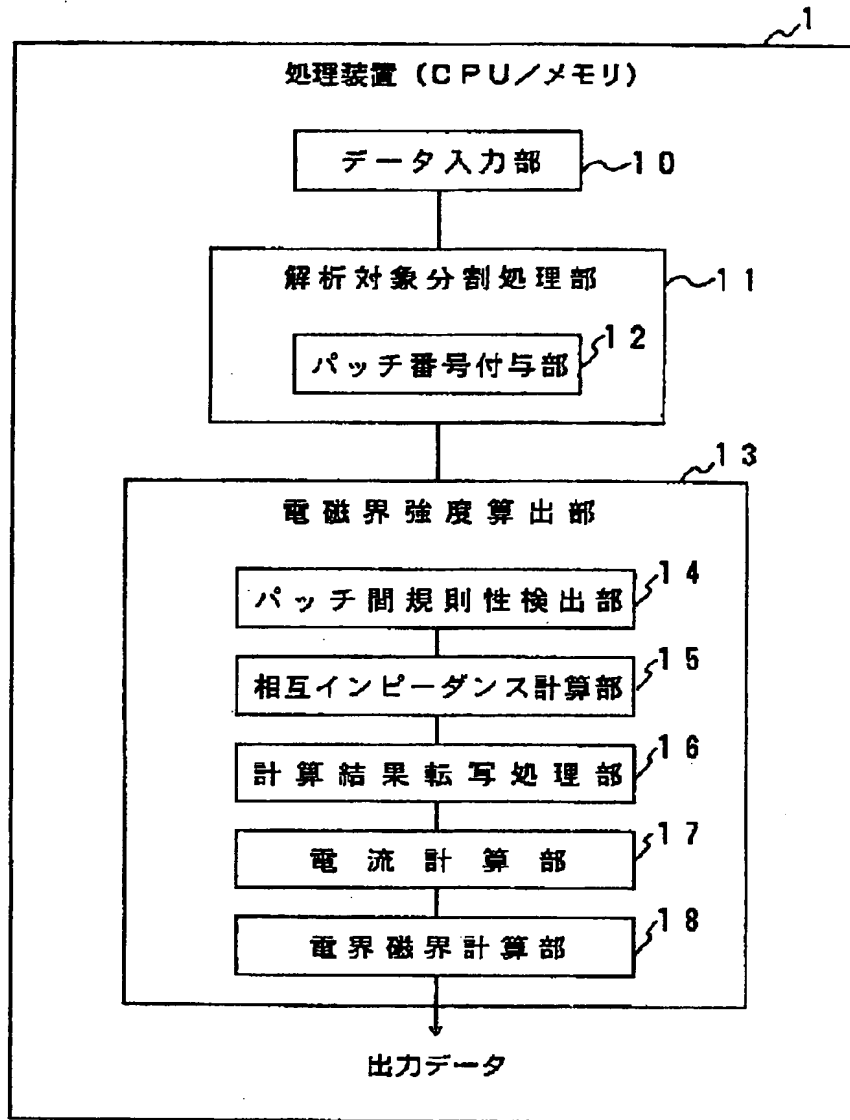 1
処理装置（CPU／メモリ）
データ入力部 10
解析対象分割処理部 11
パッチ番号付与部 12
13
電磁界強度算出部
パッチ間規則性検出部 14
相互インピーダンス計算部 15
計算結果転写処理部 16
電流計算部 17
電界磁界計算部 18
出力データ